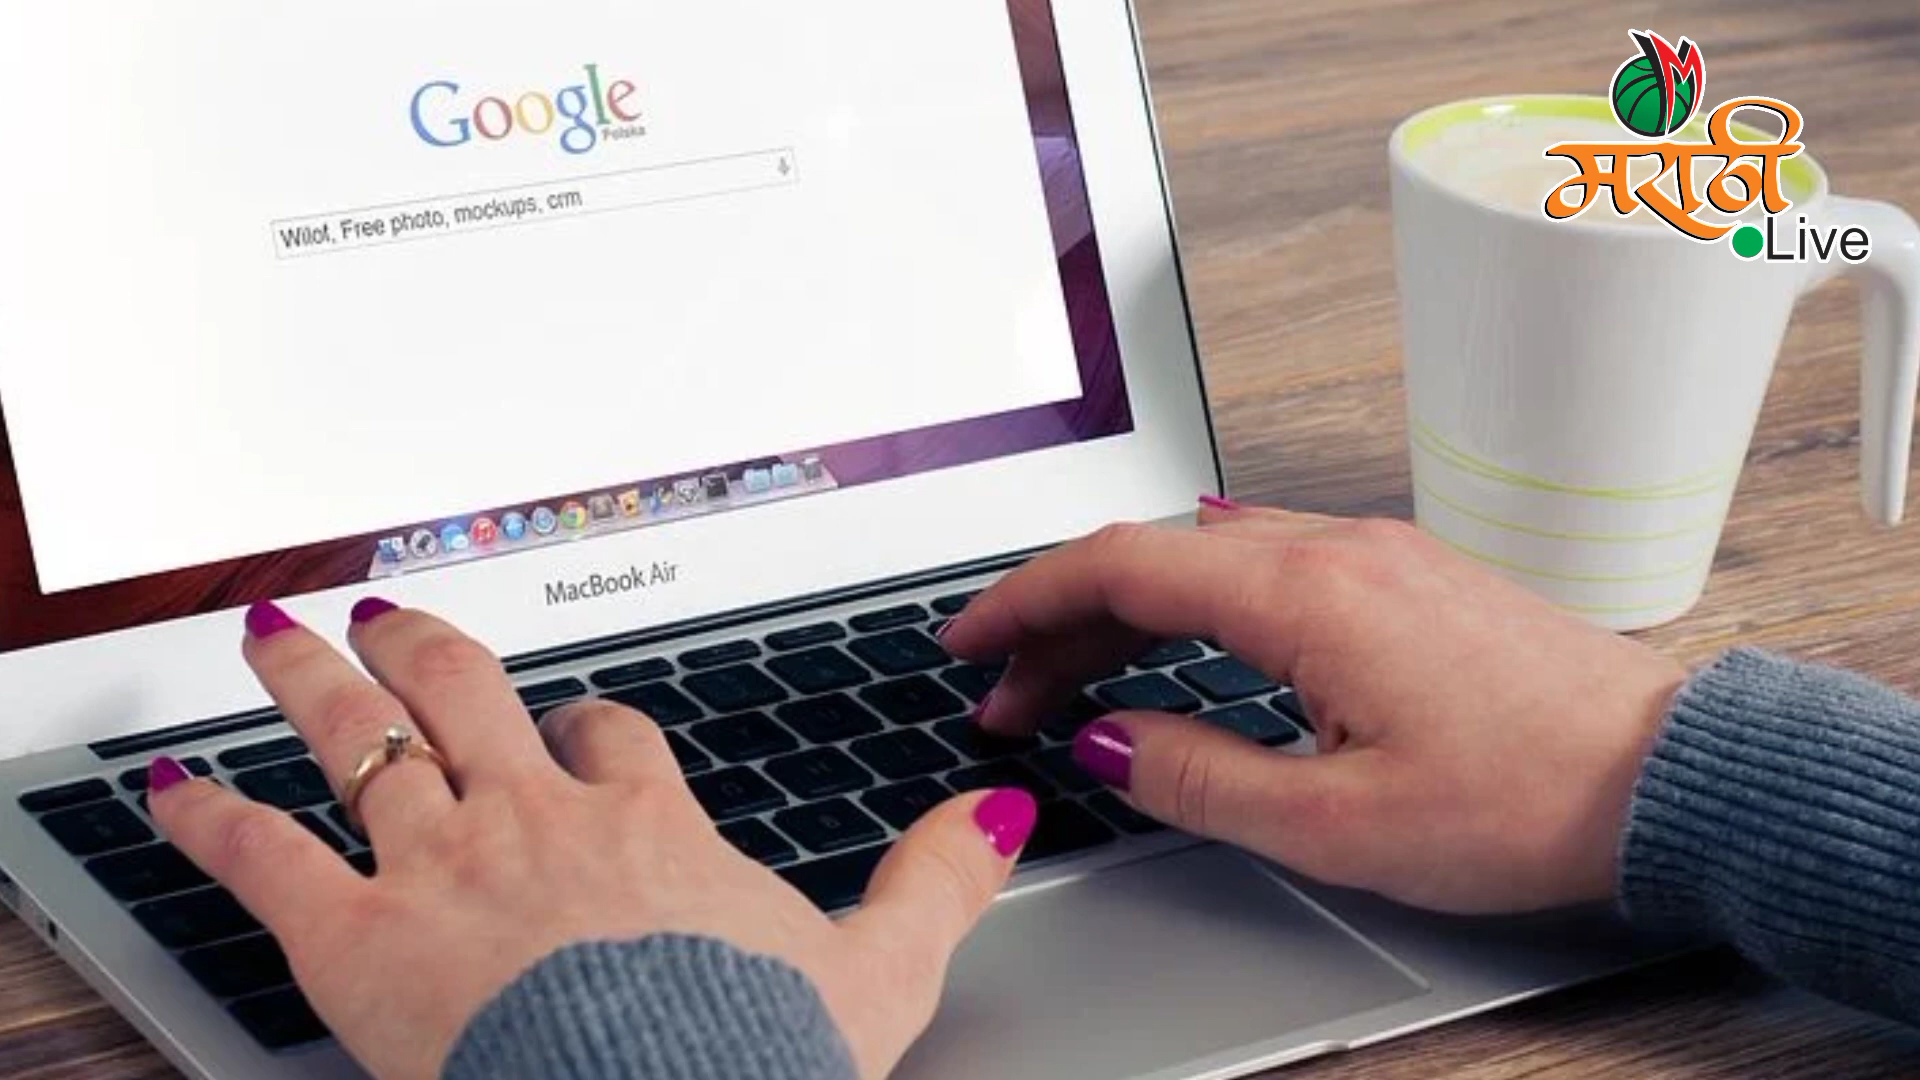 Google
Polska
Wilot, Free photo, mockups, crm
MacBook Air
M
मराठी
Live